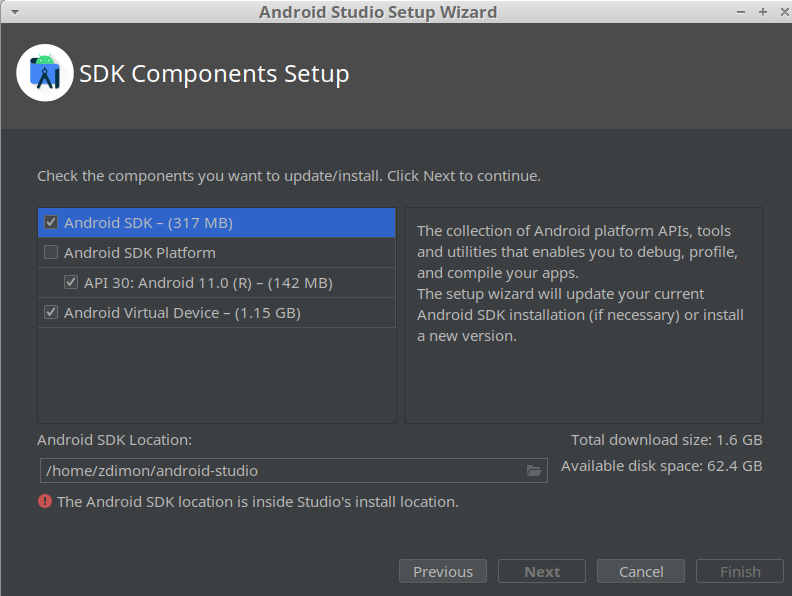 Android Studio Setup Wizard
SDK Components Setup
Check the components you want to update/install. Click Next to continue.
Android SDK – (317 MB)
Android SDK Platform
API 30: Android 11.0 (R) – (142 MB)
Android Virtual Device – (1.15 GB)
The collection of Android platform APIs, tools
and utilities that enables you to debug, profile,
and compile your apps.
The setup wizard will update your current
Android SDK installation (if necessary) or install
a new version.
Android SDK Location:
Total download size: 1.6 GB
/home/zdimon/android-studio
Available disk space: 62.4 GB
The Android SDK location is inside Studio's install location.
Previous
Next
Cancel
Finish